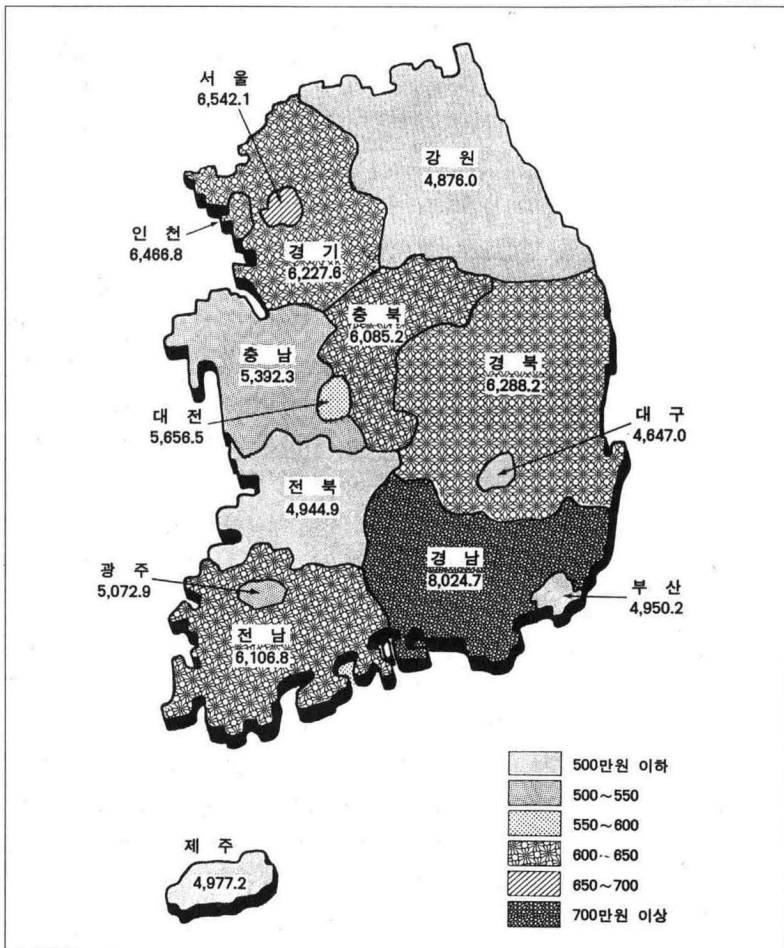 서 울
6,542.1
강 원
4,876.0
인 천
6,466.8
경 기
6,227.6
충 북
6,085.2
충 남
5,392.3
경 북
6,288.2
대 전
5,656.5
대 구
4,647.0
전 북
4,944.9
경 남
8,024.7
광 주
5,072.9
부 산
4,950.2
전 남
6,106.8
500만원 이하
500～550
550～600
600～650
650～700
700만원 이상
제 주
4,977.2